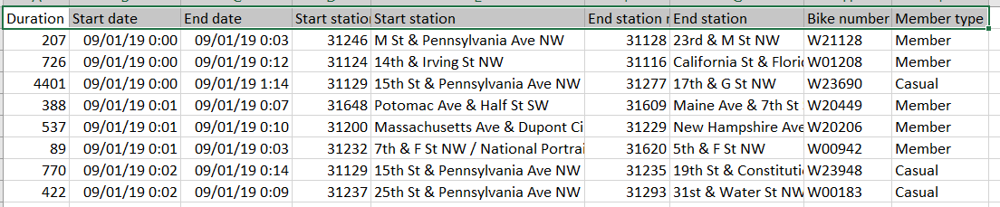 Duration Start date End date Start statio Start station End station End station Bike number Member type
207 09/01/19 0:00 09/01/19 0:03 31246 M St & Pennsylvania Ave NW 31128 23rd & M St NW W21128 Member
726 09/01/19 0:00 09/01/19 0:12 31124 14th & Irving St NW 31116 California St & Flori W01208 Member
4401 09/01/19 0:00 09/01/19 1:14 31129 15th St & Pennsylvania Ave NW 31277 17th & G St NW W23690 Casual
388 09/01/19 0:01 09/01/19 0:07 31648 Potomac Ave & Half St SW 31609 Maine Ave & 7th St W20449 Member
537 09/01/19 0:01 09/01/19 0:10 31200 Massachusetts Ave & Dupont Ci 31229 New Hampshire Ave W20206 Member
89 09/01/19 0:01 09/01/19 0:03 31232 7th & F St NW / National Portrai 31620 5th & F St NW W00942 Member
770 09/01/19 0:02 09/01/19 0:14 31129 15th St & Pennsylvania Ave NW 31235 19th St & Constituti W23948 Casual
422 09/01/19 0:02 09/01/19 0:09 31237 25th St & Pennsylvania Ave NW 31293 31st & Water St NW W00183 Casual